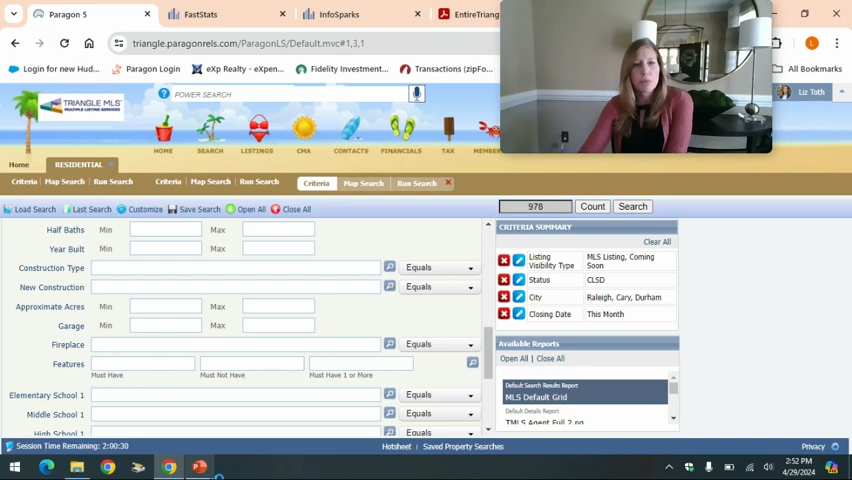 Paragon 5
FastStats
InfoSparks
EntireTriang
triangle.paragonrels.com/ParagonLS/Default.mvc#1,3,1
Login for new Hud...
Paragon Login
eXp Realty - eXpen...
Fidelity Investment...
Transactions (zipFo...
All Bookmarks
TRIANGLE MLS
MULTIPLE LISTING SERVICES
POWER SEARCH
Liz Toth
HOME
SEARCH
LISTINGS
CMA
CONTACTS
FINANCIALS
TAX
MEMBER
Home
RESIDENTIAL
Criteria
Map Search
Run Search
Criteria
Map Search
Run Search
Criteria
Map Search
Run Search
Load Search
Last Search
Customize
Save Search
Open All
Close All
978
Count
Search
Half Baths Min Max
Year Built Min Max
Construction Type Equals
New Construction Equals
Approximate Acres Min Max
Garage Min Max
Fireplace Equals
Features
Must Have Must Not Have Must Have 1 or More
Elementary School 1 Equals
Middle School 1 Equals
High School 1
CRITERIA SUMMARY
Clear All
Listing Visibility Type MLS Listing, Coming Soon
Status CLSD
City Raleigh, Cary, Durham
Closing Date This Month
Available Reports
Open All | Close All
Default Search Results Report
MLS Default Grid
Default Details Report
TMLS Agent Full 2 pg
Session Time Remaining: 2:00:30
Hotsheet
Saved Property Searches
Privacy
2:52 PM
4/29/2024